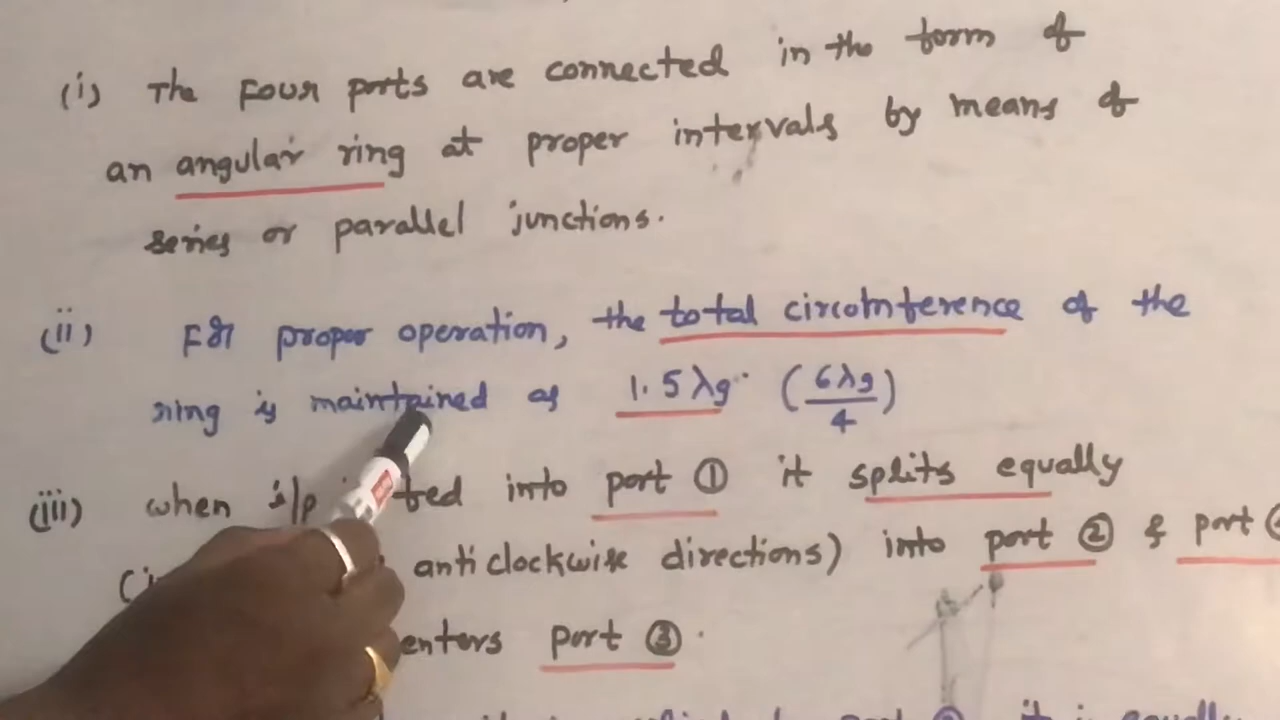 (i) The Four ports are connected in the form of
an angular ring at proper intervals by means of
series or parallel junctions.
(ii) For proper operation, the total circumference of the
ring is maintained as 1.5 λg (6λg/4)
(iii) when i/p fed into port ① it splits equally
anticlockwise directions) into port ② & port
enters port ③.
it is equally